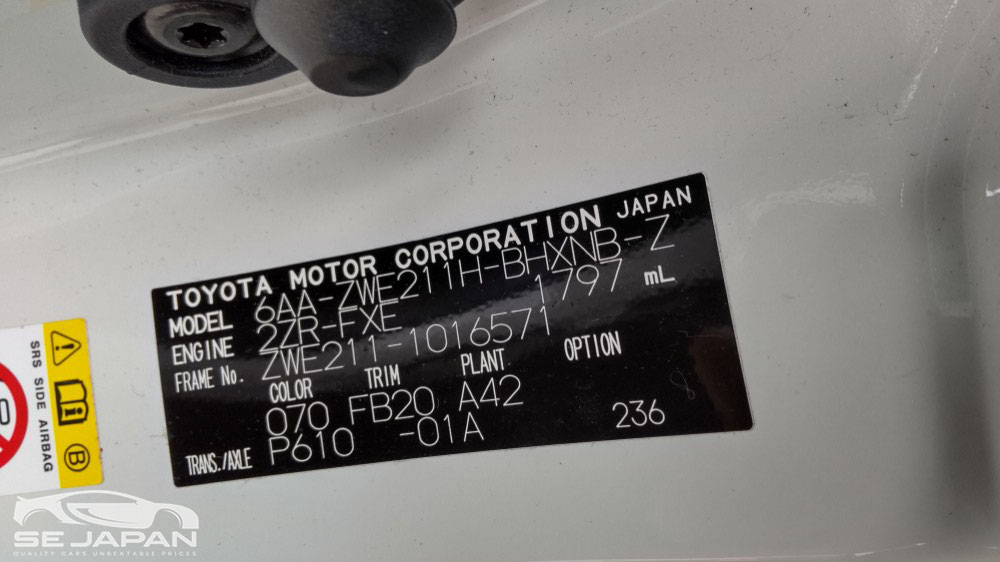 TOYOTA MOTOR CORPORATION JAPAN
MODEL 6AA-ZWE211H-BHXNB-Z
ENGINE 2ZR-FXE 1797 mL
FRAME No. ZWE211-1016571
COLOR TRIM PLANT OPTION
070 FB20 A42
TRANS./AXLE P610 -01A 236
SRS SIDE AIRBAG
B
SE JAPAN
QUALITY CARS UNBEATABLE PRICES